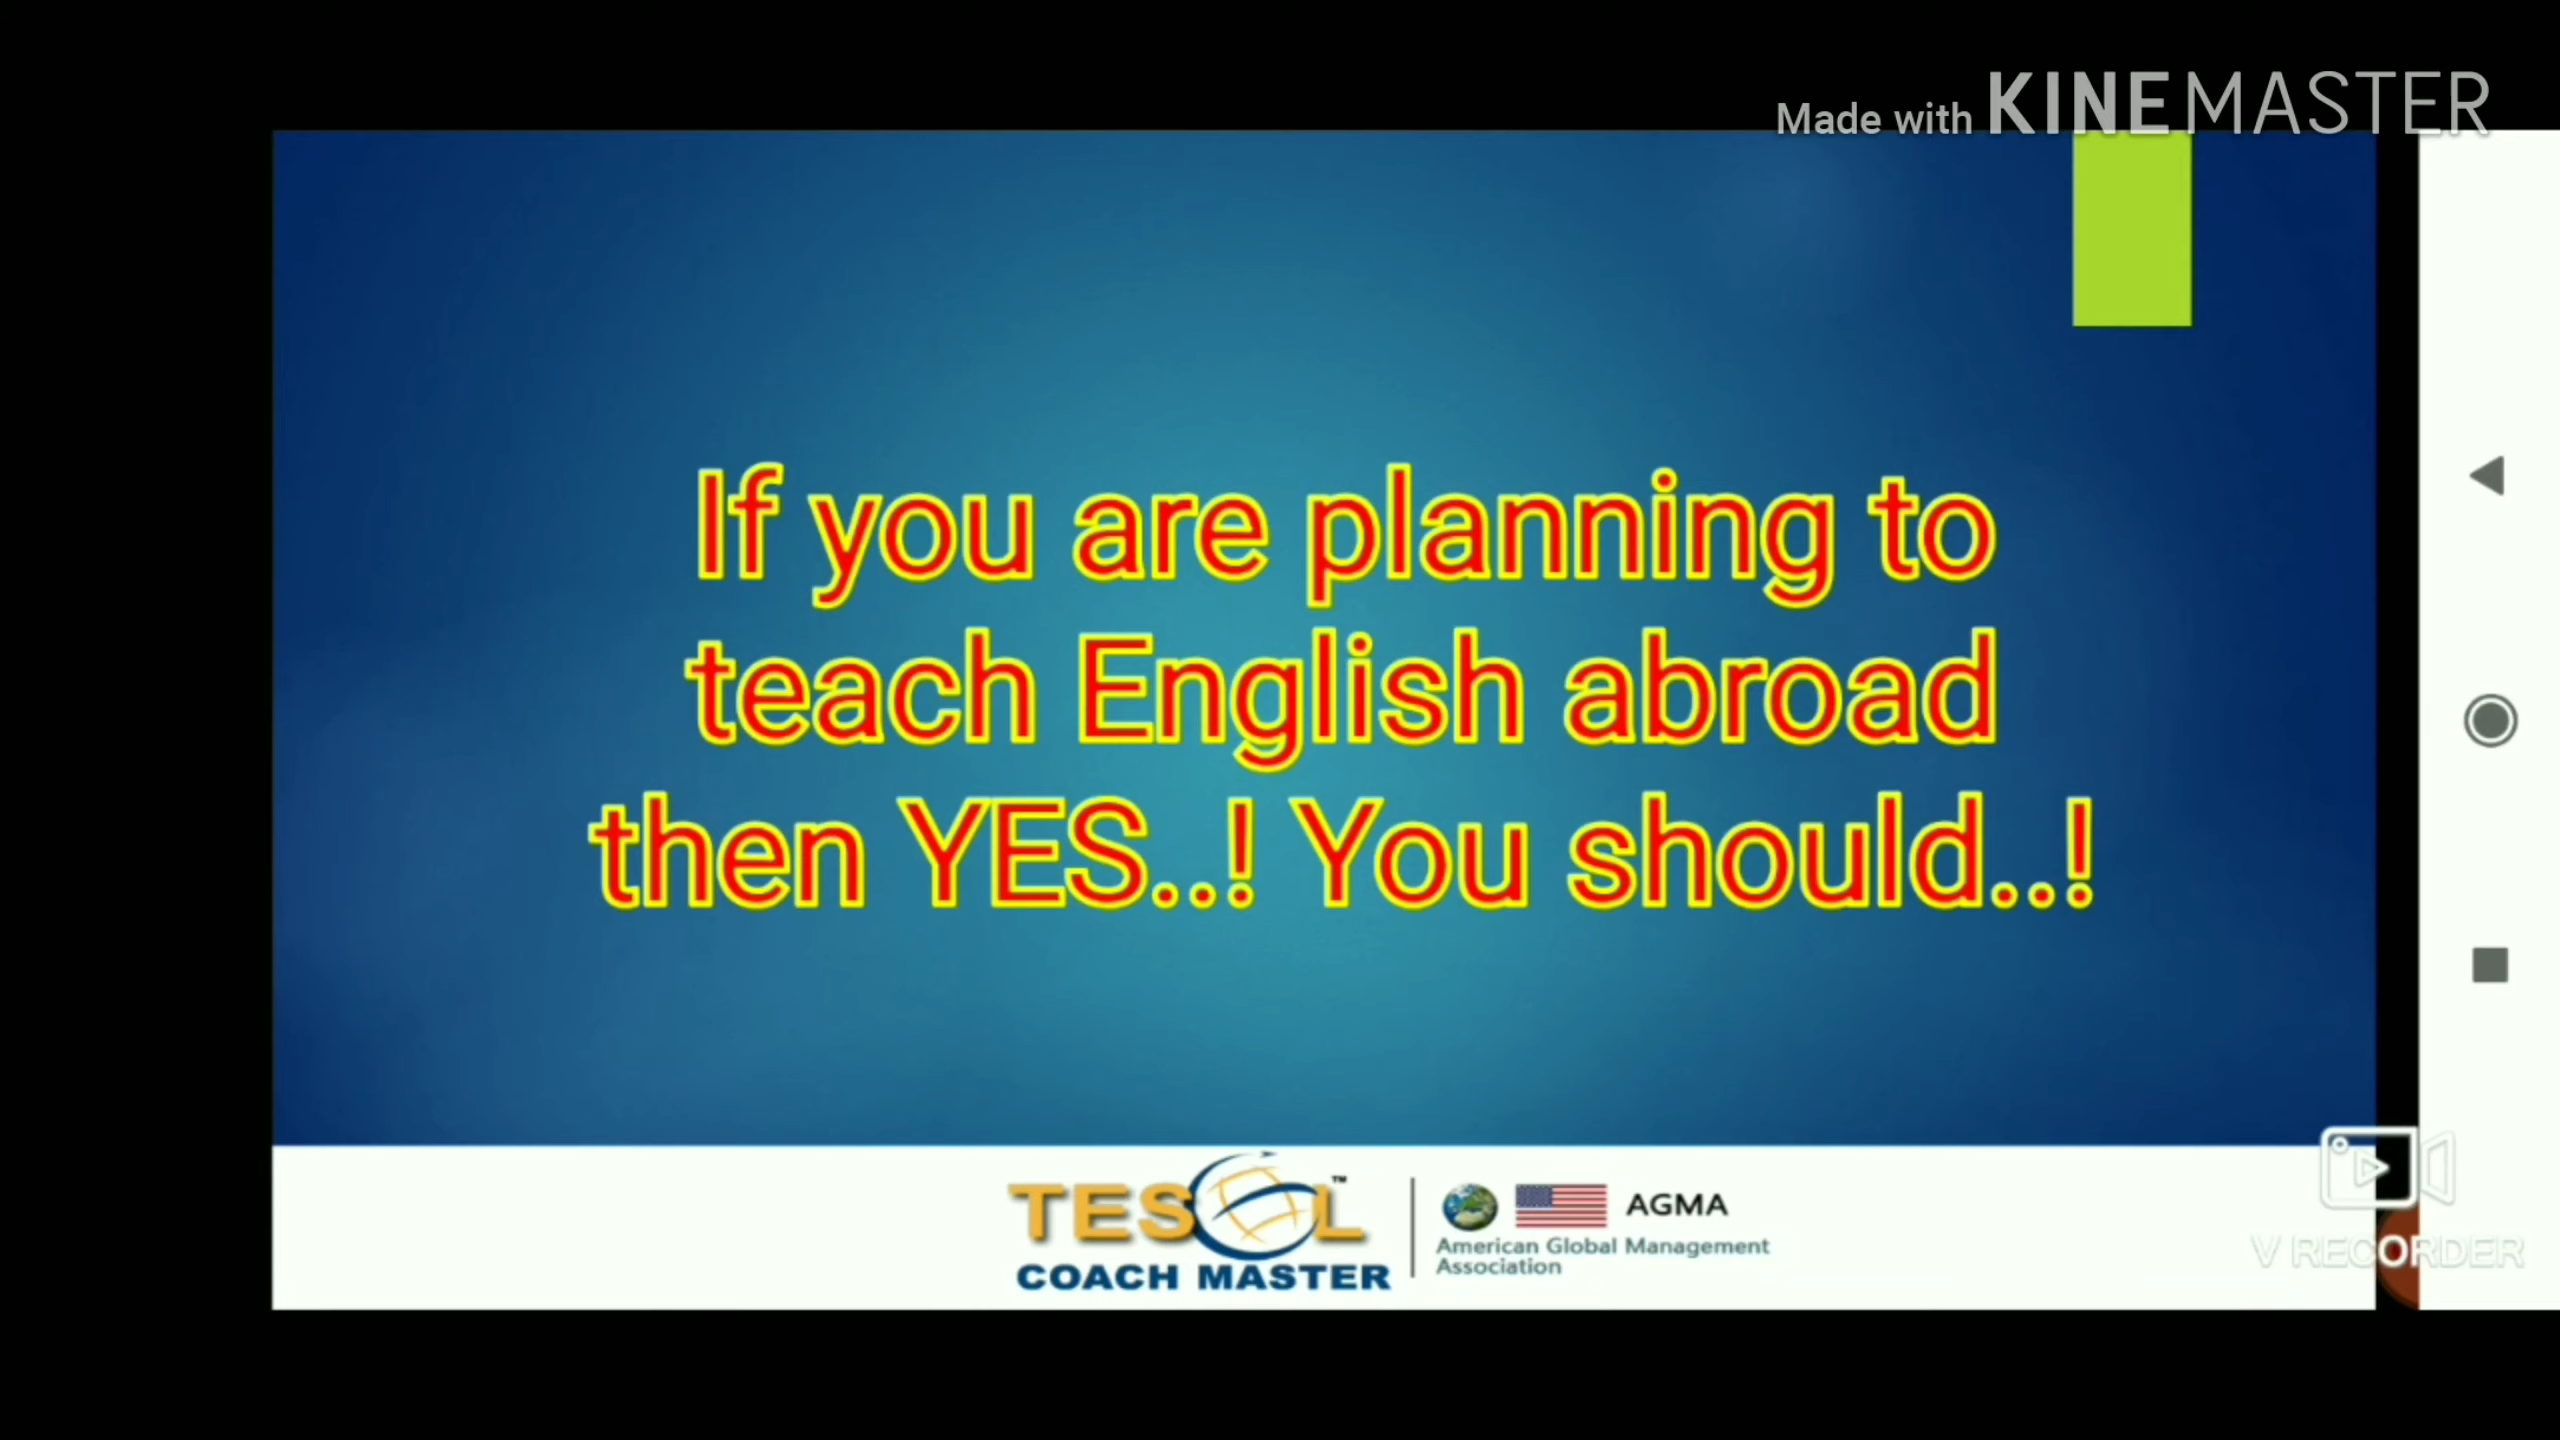 Made with KINEMASTER
If you are planning to
teach English abroad
then YES..! You should..!
TESOL™
COACH MASTER
AGMA
American Global Management
Association
V RECORDER